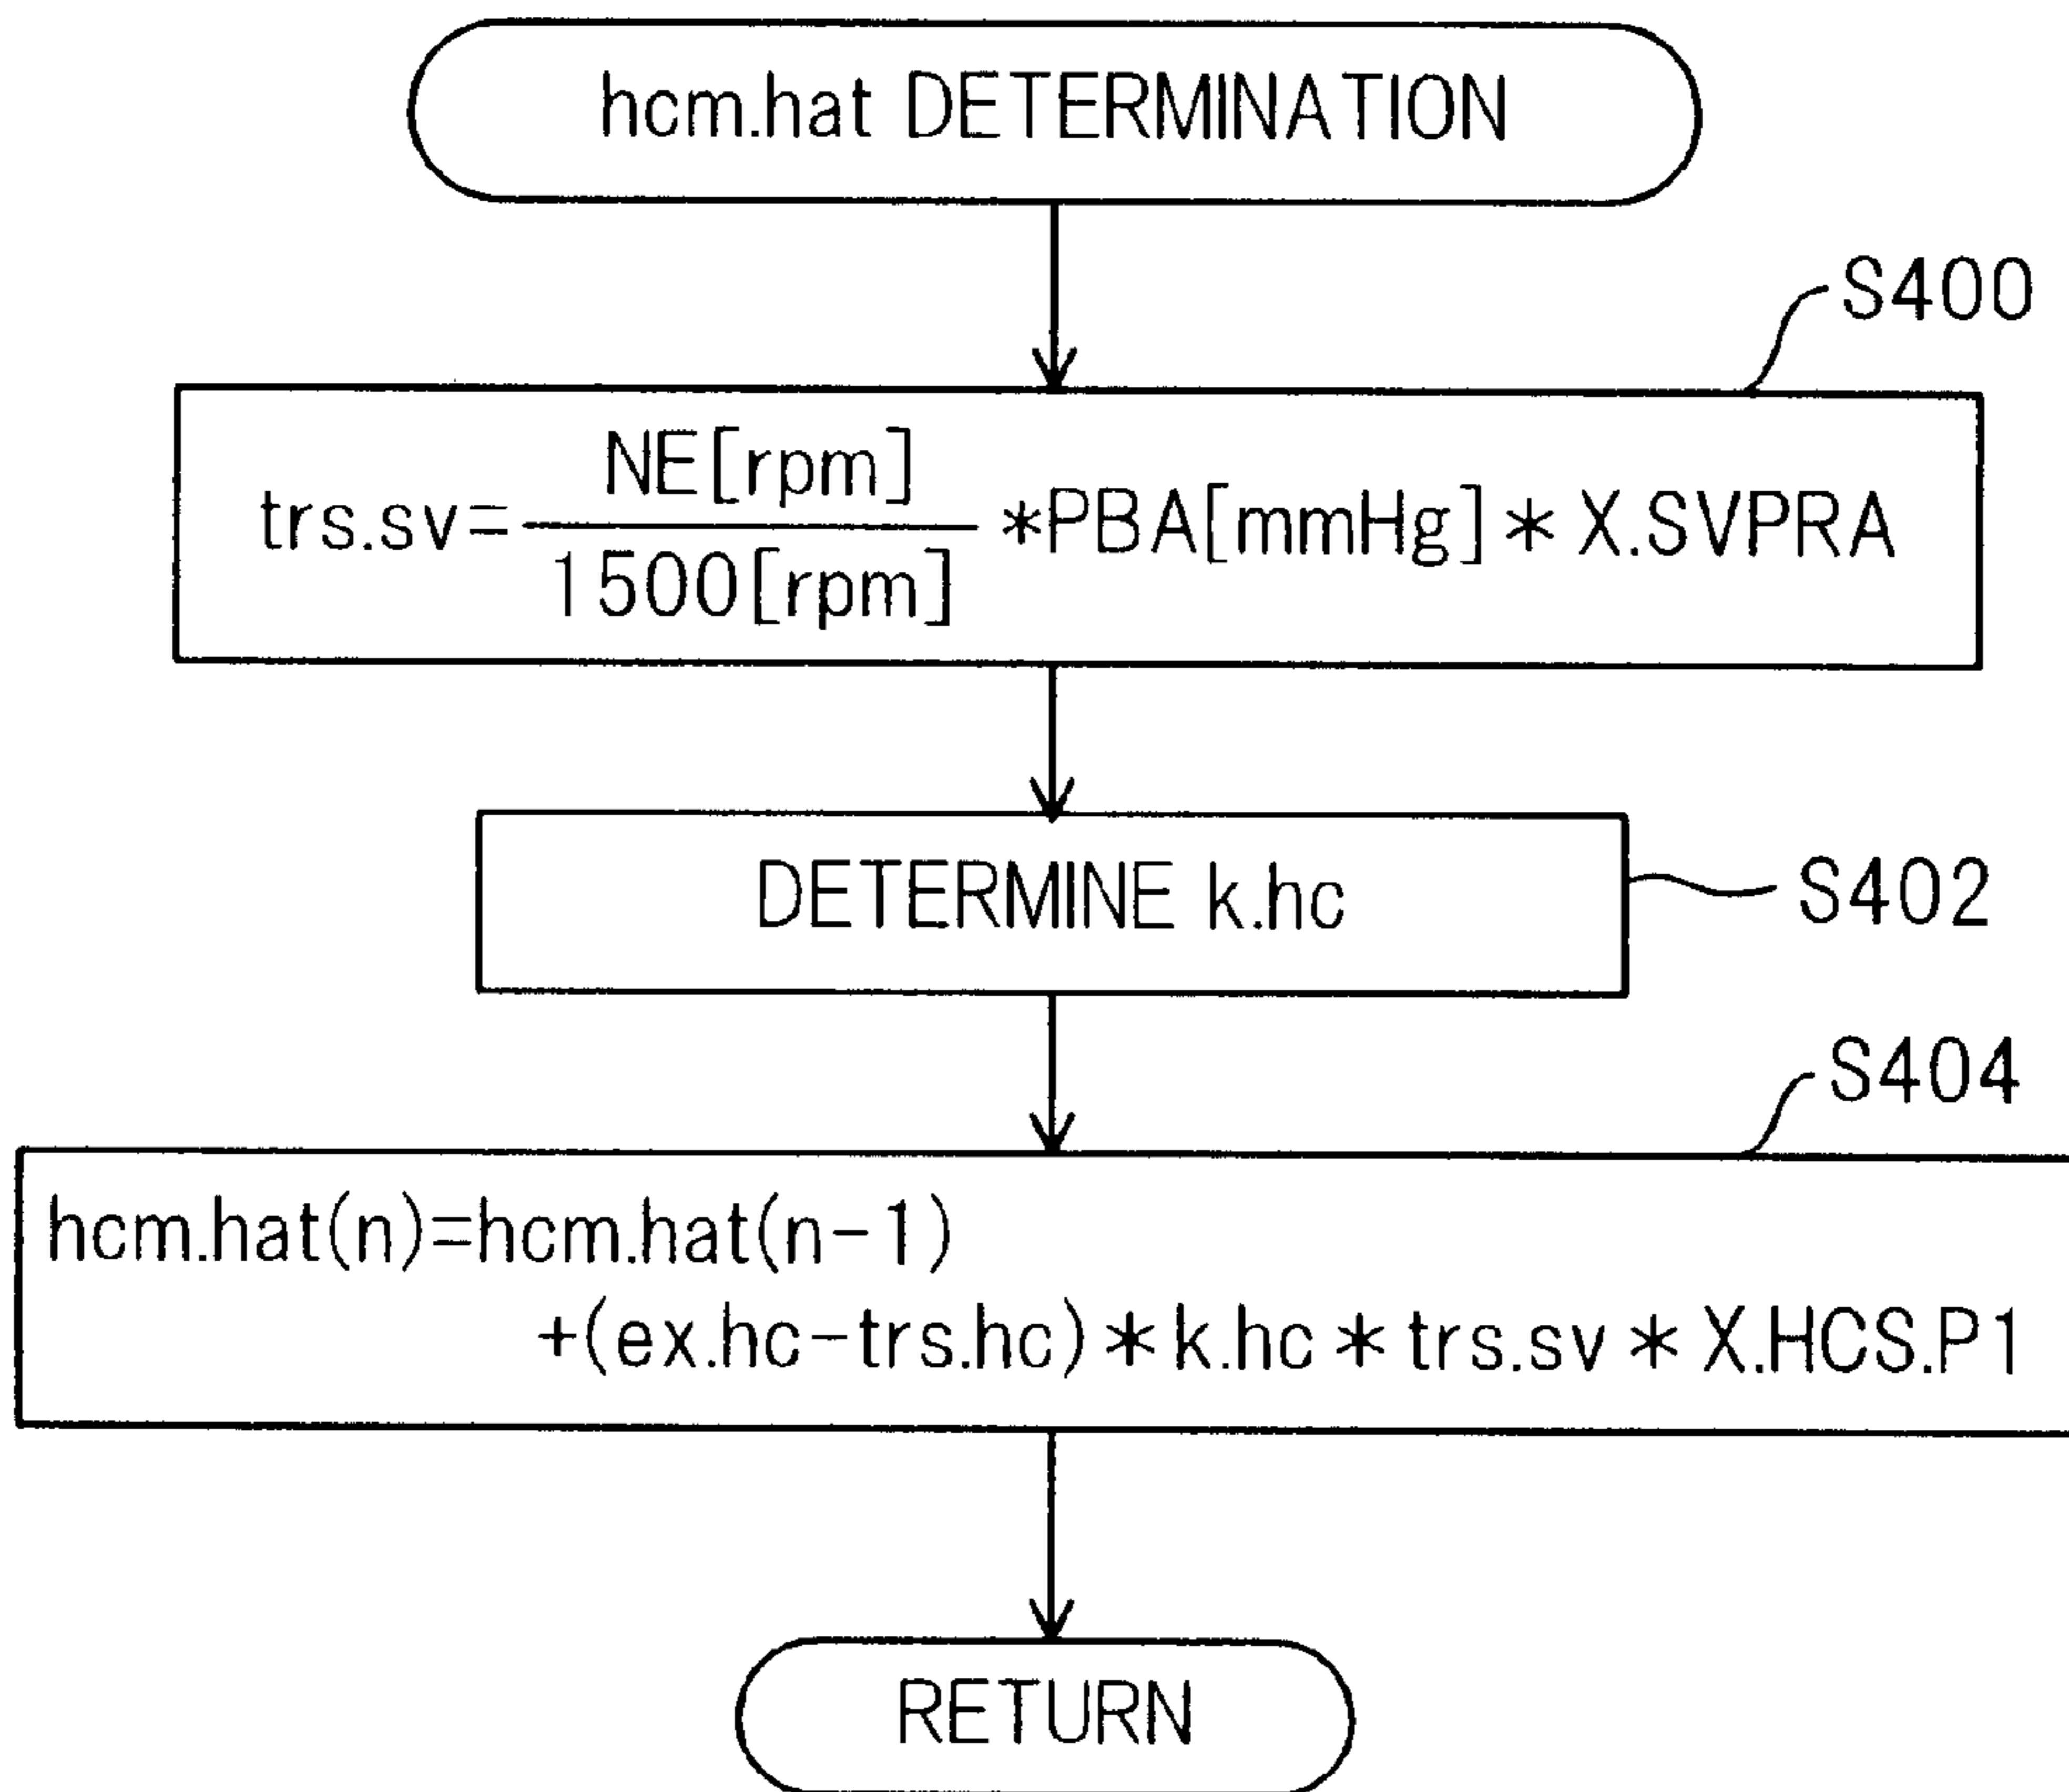 hcm.hat DETERMINATION
S400
NE[rpm]
trs.sv= *PBA[mmHg]*X.SVPRA
1500[rpm]
DETERMINE k.hc
S402
S404
hcm.hat(n)=hcm.hat(n-1)
+(ex.hc-trs.hc)*k.hc*trs.sv*X.HCS.P1
RETURN